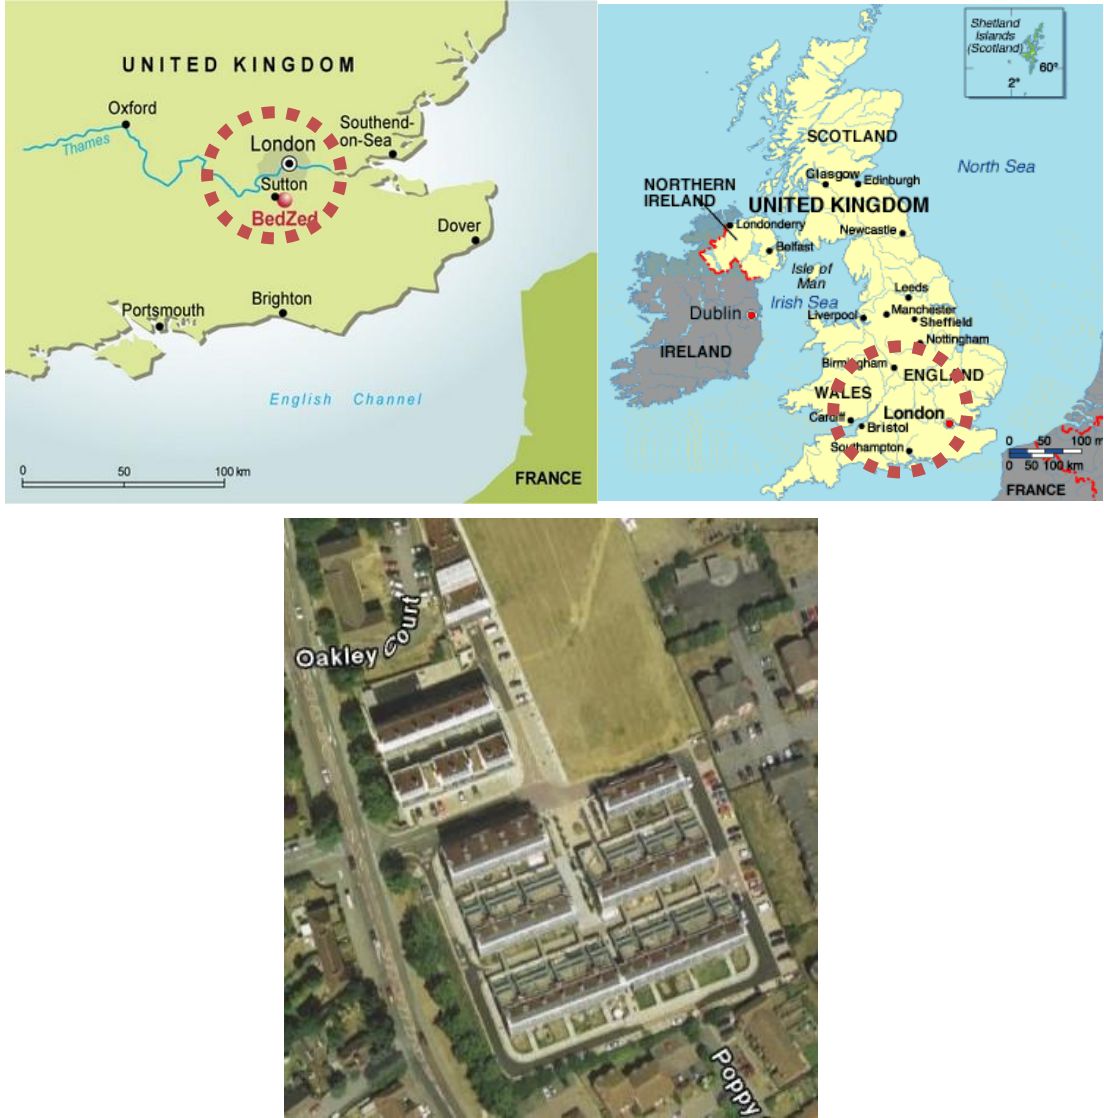 UNITED KINGDOM
Oxford
Thames
London
Southend-
on-Sea
Sutton
BedZed
Dover
Portsmouth
Brighton
English Channel
0 50 100 km
FRANCE
Shetland
Islands
(Scotland)
60°
2°
SCOTLAND
North Sea
Glasgow
Edinburgh
NORTHERN
IRELAND
UNITED KINGDOM
Londonderry
Newcastle
Belfast
Isle of
Man
Leeds
Irish Sea
Dublin
Liverpool
Manchester
Sheffield
IRELAND
Nottingham
Birmingham
ENGLAND
WALES
Cardiff
London
Bristol
Southampton
0 50 100 m
0 50 100 km
FRANCE
Oakley Court
Poppy